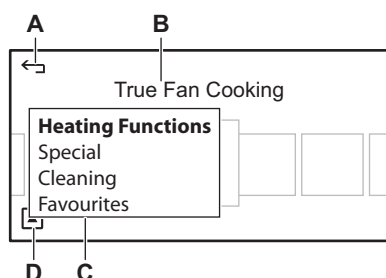 A B
True Fan Cooking
Heating Functions
Special
Cleaning
Favourites
D C